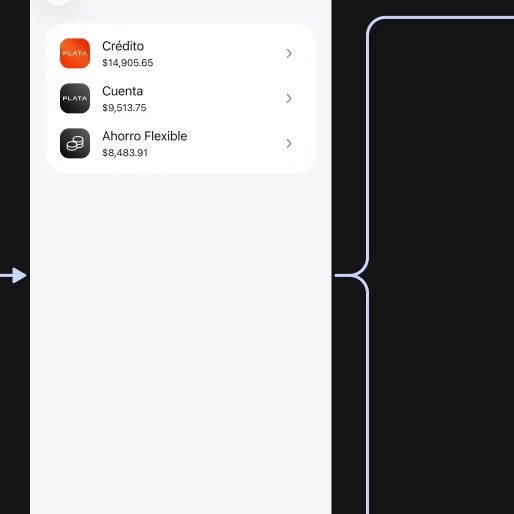 PLATA
Crédito
$14,905.65
PLATA
Cuenta
$9,513.75
Ahorro Flexible
$8,483.91